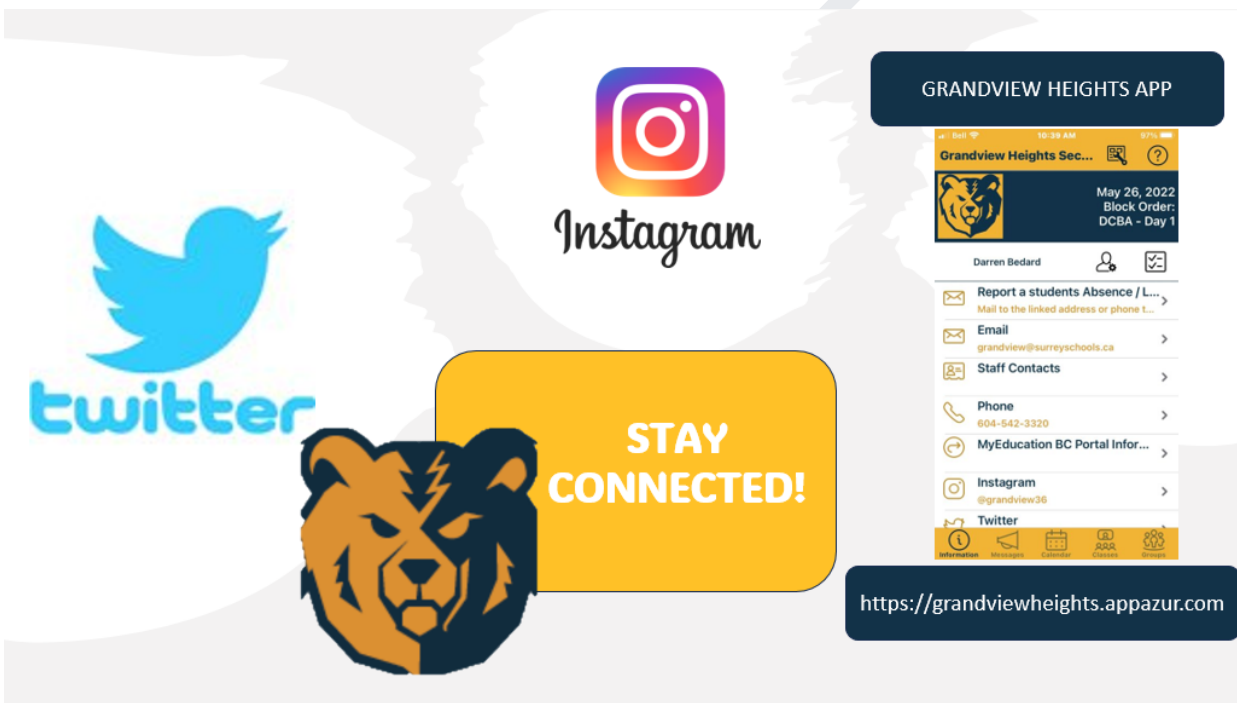 twitter
Instagram
STAY
CONNECTED!
GRANDVIEW HEIGHTS APP
Bell 10:39 AM 97%
Grandview Heights Sec... ?
May 26, 2022
Block Order:
DCBA - Day 1
Darren Bedard
Report a students Absence / L...
Mail to the linked address or phone t...
Email
grandview@surreyschools.ca
Staff Contacts
Phone
604-542-3320
MyEducation BC Portal Infor...
Instagram
@grandview36
Twitter
Information Messages Calendar Classes Groups
https://grandviewheights.appazur.com